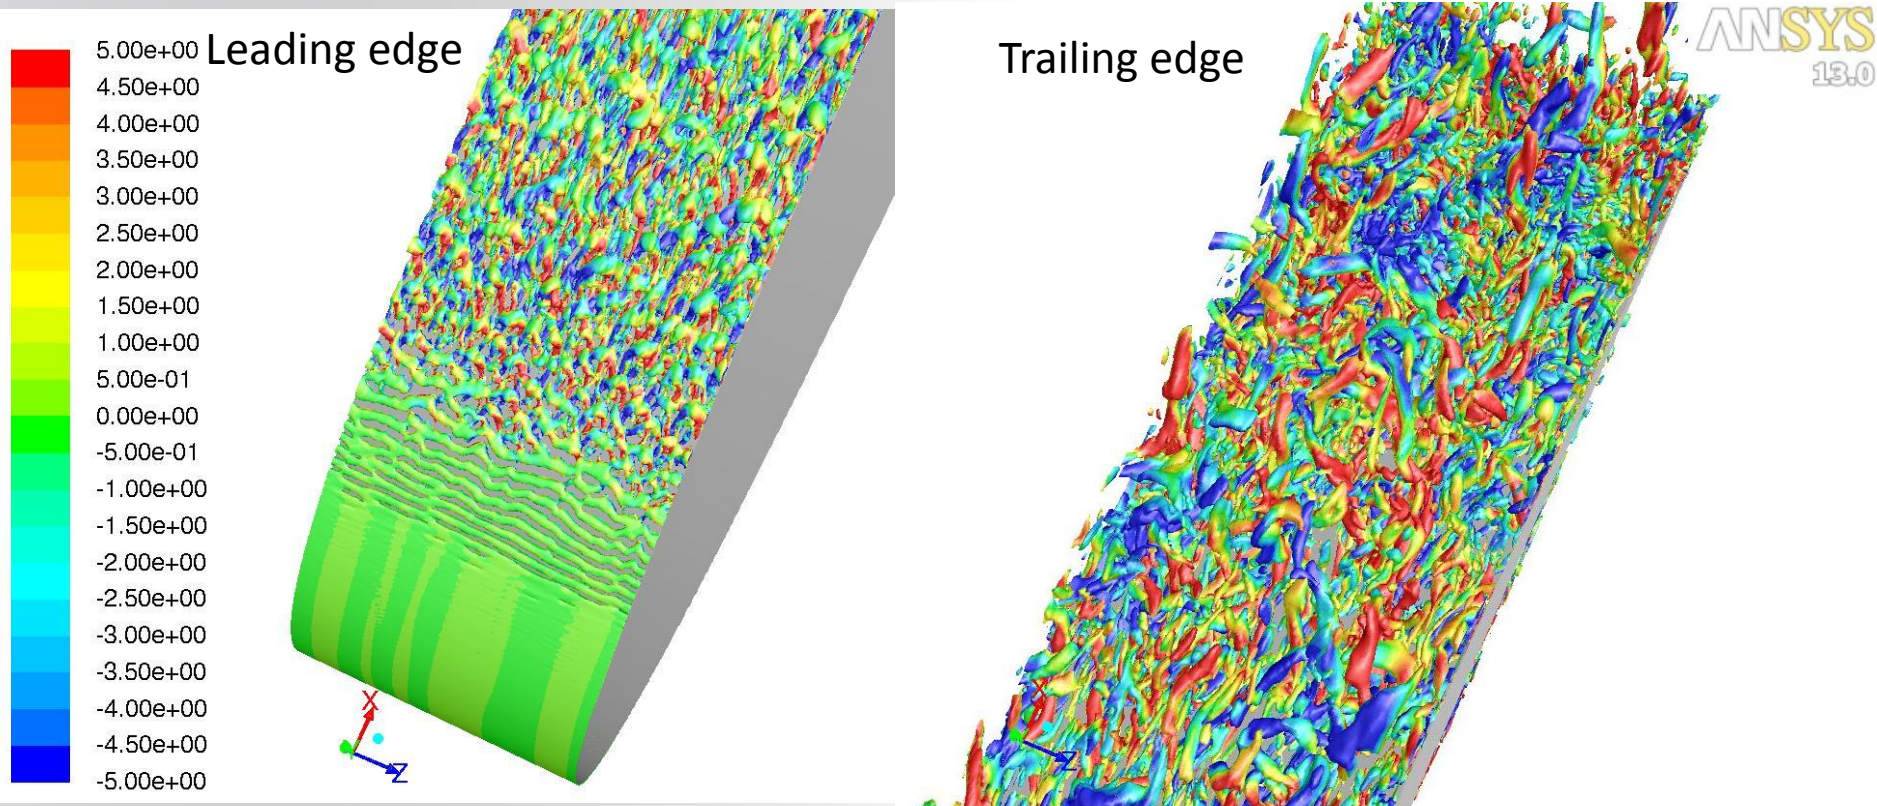 Leading edge
Trailing edge
ANSYS
13.0
5.00e+00
4.50e+00
4.00e+00
3.50e+00
3.00e+00
2.50e+00
2.00e+00
1.50e+00
1.00e+00
5.00e-01
0.00e+00
-5.00e-01
-1.00e+00
-1.50e+00
-2.00e+00
-2.50e+00
-3.00e+00
-3.50e+00
-4.00e+00
-4.50e+00
-5.00e+00
X
Z
X
Z